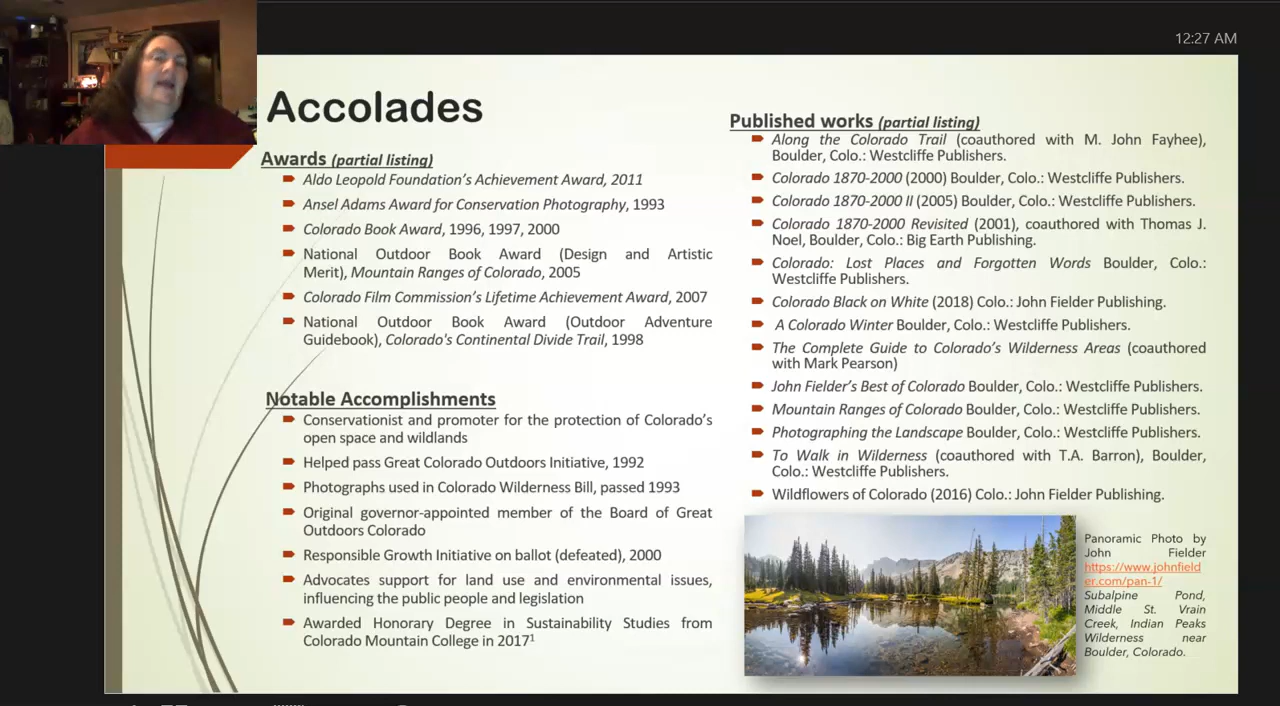 12:27 AM
Accolades
Awards (partial listing)
Aldo Leopold Foundation's Achievement Award, 2011
Ansel Adams Award for Conservation Photography, 1993
Colorado Book Award, 1996, 1997, 2000
National Outdoor Book Award (Design and Artistic
Merit), Mountain Ranges of Colorado, 2005
Colorado Film Commission's Lifetime Achievement Award, 2007
National Outdoor Book Award (Outdoor Adventure
Guidebook), Colorado's Continental Divide Trail, 1998
Notable Accomplishments
Conservationist and promoter for the protection of Colorado's
open space and wildlands
Helped pass Great Colorado Outdoors Initiative, 1992
Photographs used in Colorado Wilderness Bill, passed 1993
Original governor-appointed member of the Board of Great
Outdoors Colorado
Responsible Growth Initiative on ballot (defeated), 2000
Advocates support for land use and environmental issues,
influencing the public people and legislation
Awarded Honorary Degree in Sustainability Studies from
Colorado Mountain College in 2017¹
Published works (partial listing)
Along the Colorado Trail (coauthored with M. John Fayhee),
Boulder, Colo.: Westcliffe Publishers.
Colorado 1870-2000 (2000) Boulder, Colo.: Westcliffe Publishers.
Colorado 1870-2000 II (2005) Boulder, Colo.: Westcliffe Publishers.
Colorado 1870-2000 Revisited (2001), coauthored with Thomas J.
Noel, Boulder, Colo.: Big Earth Publishing.
Colorado: Lost Places and Forgotten Words Boulder, Colo.:
Westcliffe Publishers.
Colorado Black on White (2018) Colo.: John Fielder Publishing.
A Colorado Winter Boulder, Colo.: Westcliffe Publishers.
The Complete Guide to Colorado's Wilderness Areas (coauthored
with Mark Pearson)
John Fielder's Best of Colorado Boulder, Colo.: Westcliffe Publishers.
Mountain Ranges of Colorado Boulder, Colo.: Westcliffe Publishers.
Photographing the Landscape Boulder, Colo.: Westcliffe Publishers.
To Walk in Wilderness (coauthored with T.A. Barron), Boulder,
Colo.: Westcliffe Publishers.
Wildflowers of Colorado (2016) Colo.: John Fielder Publishing.
Panoramic Photo by
John Fielder
https://www.johnfield
er.com/pan-1/
Subalpine Pond,
Middle St. Vrain
Creek, Indian Peaks
Wilderness near
Boulder, Colorado.